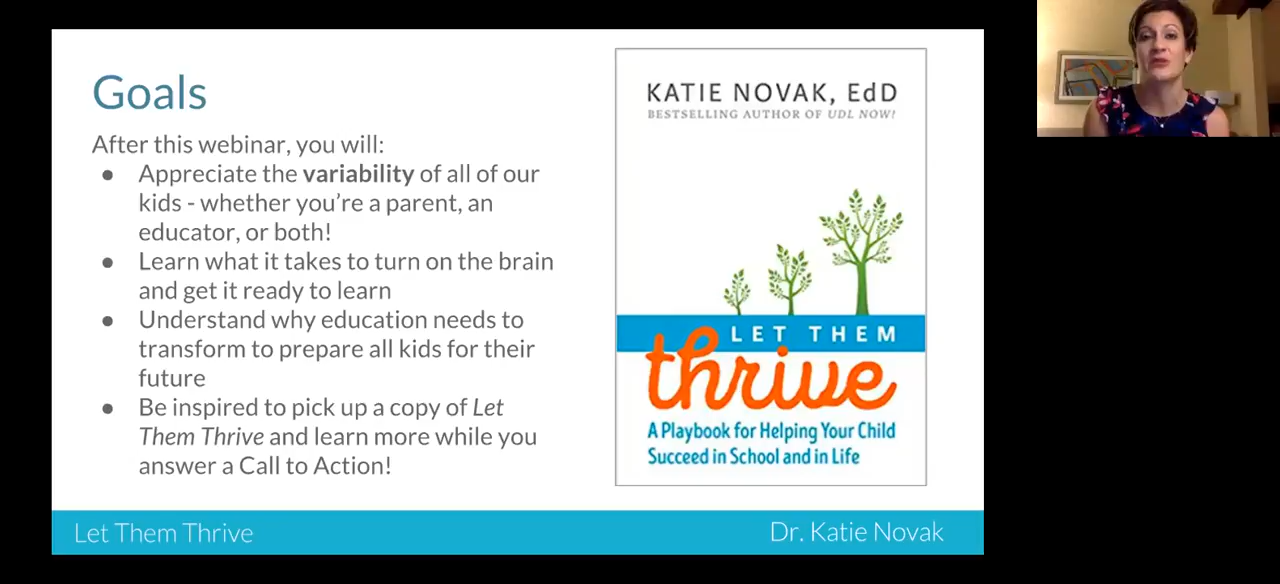 Goals
After this webinar, you will:
● Appreciate the variability of all of our
kids - whether you’re a parent, an
educator, or both!
● Learn what it takes to turn on the brain
and get it ready to learn
● Understand why education needs to
transform to prepare all kids for their
future
● Be inspired to pick up a copy of Let
Them Thrive and learn more while you
answer a Call to Action!
KATIE NOVAK, EdD
BESTSELLING AUTHOR OF UDL NOW!
LET THEM
thrive
A Playbook for Helping Your Child
Succeed in School and in Life
Let Them Thrive
Dr. Katie Novak